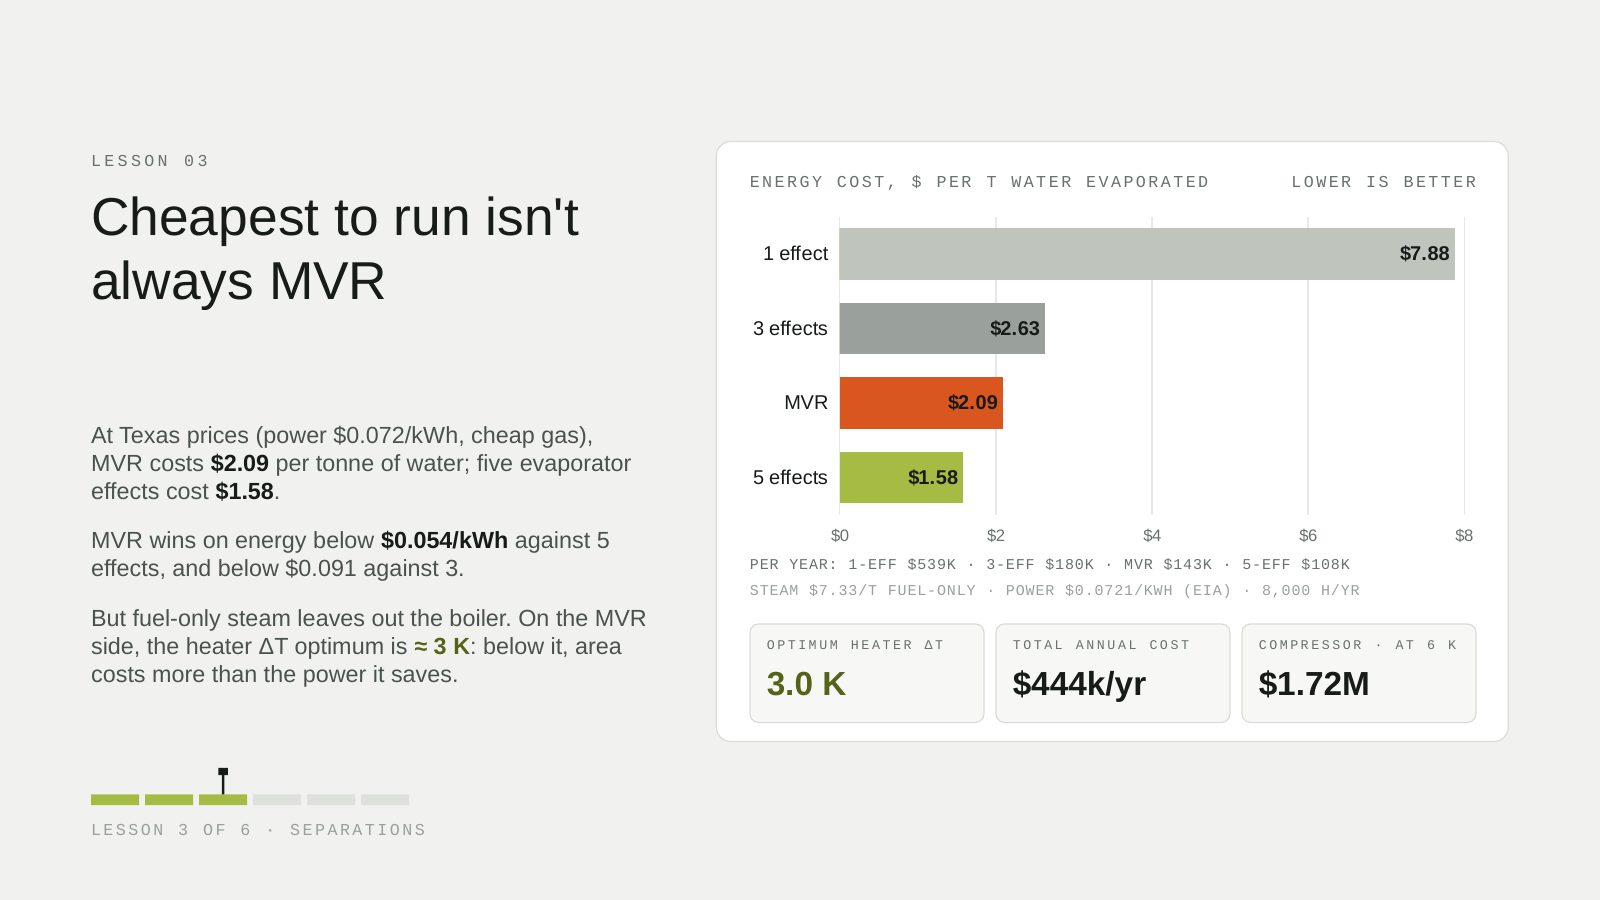 LESSON 03
Cheapest to run isn't
always MVR
At Texas prices (power $0.072/kWh, cheap gas),
MVR costs $2.09 per tonne of water; five evaporator
effects cost $1.58.
MVR wins on energy below $0.054/kWh against 5
effects, and below $0.091 against 3.
But fuel-only steam leaves out the boiler. On the MVR
side, the heater ΔT optimum is ≈ 3 K: below it, area
costs more than the power it saves.
LESSON 3 OF 6 · SEPARATIONS
ENERGY COST, $ PER T WATER EVAPORATED
LOWER IS BETTER
1 effect $7.88
3 effects $2.63
MVR $2.09
5 effects $1.58
$0 $2 $4 $6 $8
PER YEAR: 1-EFF $539K · 3-EFF $180K · MVR $143K · 5-EFF $108K
STEAM $7.33/T FUEL-ONLY · POWER $0.0721/KWH (EIA) · 8,000 H/YR
OPTIMUM HEATER ΔT
3.0 K
TOTAL ANNUAL COST
$444k/yr
COMPRESSOR · AT 6 K
$1.72M